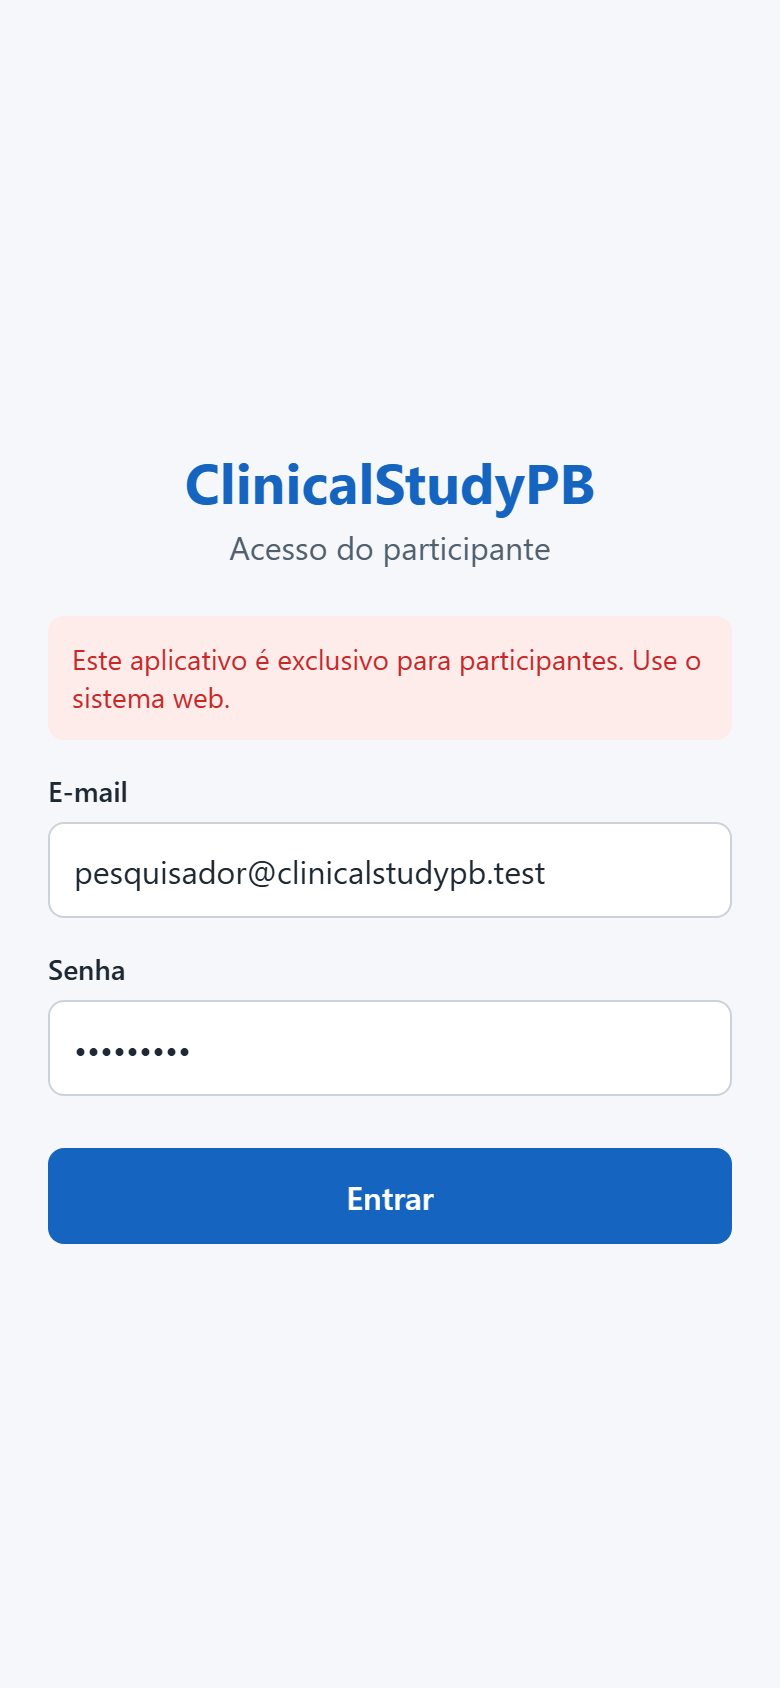 ClinicalStudyPB
Acesso do participante
Este aplicativo é exclusivo para participantes. Use o
sistema web.
E-mail
pesquisador@clinicalstudypb.test
Senha
•••••••••
Entrar